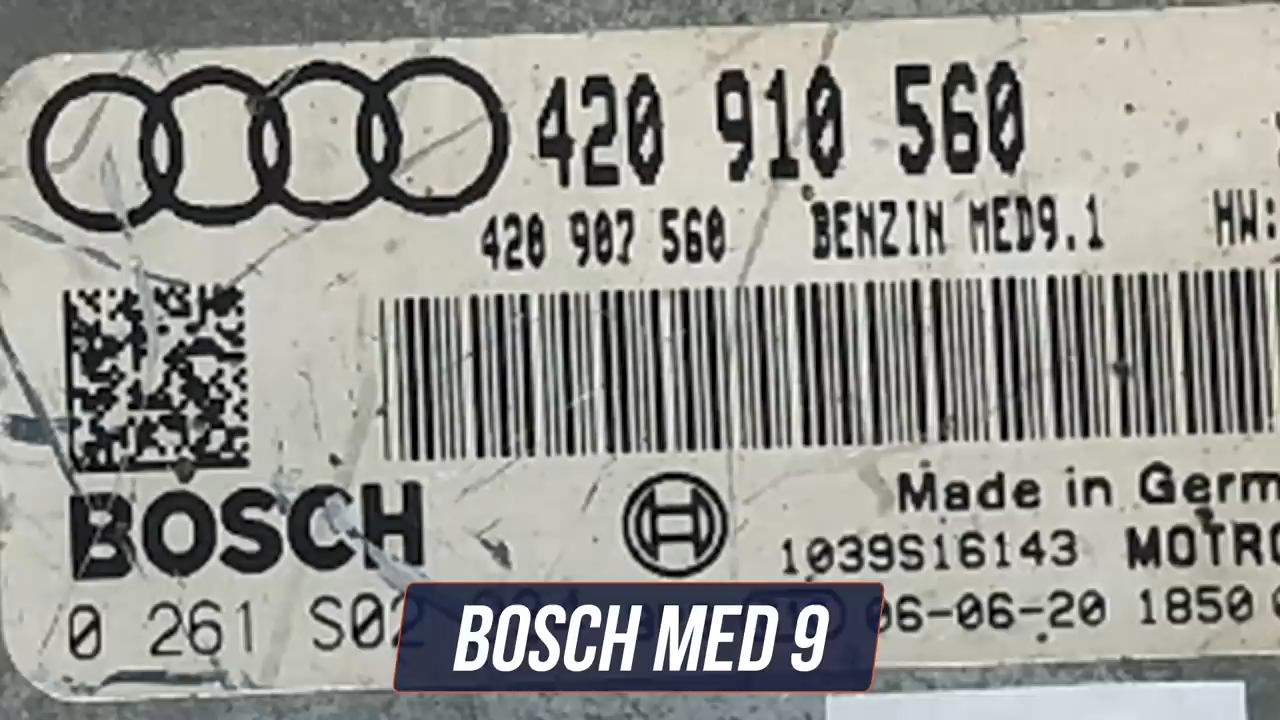 420 910 560
420 907 560 BENZIN MED9.1 HW:
BOSCH
Made in Germ
1039S16143 MOTRO
0 261 S02
06-06-20 1850
BOSCH MED 9